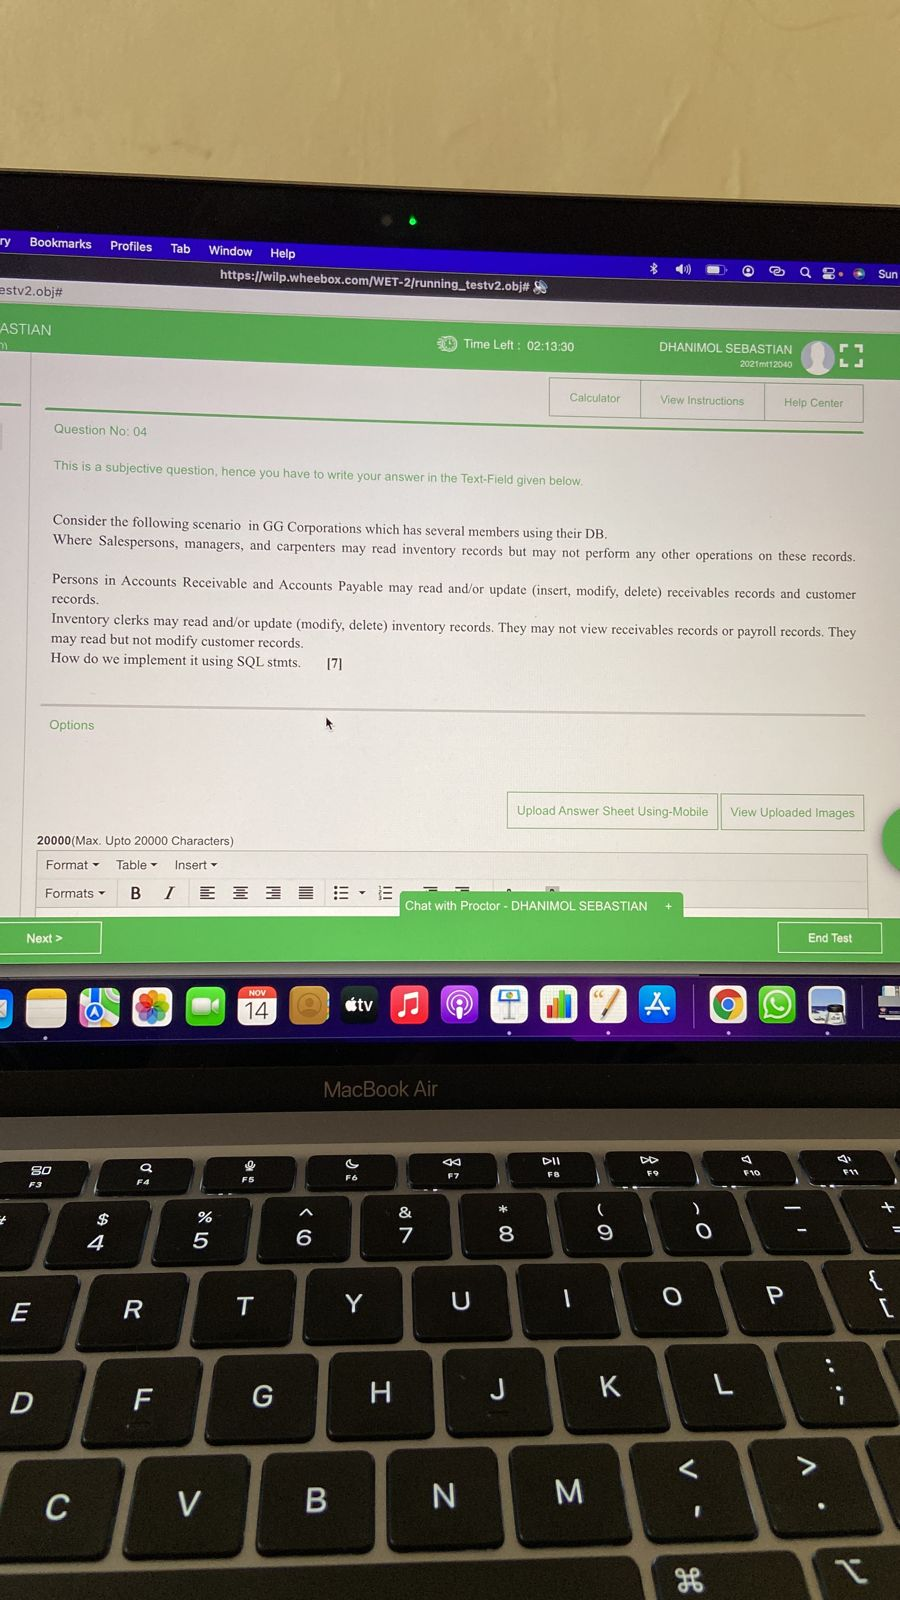 ry Bookmarks Profiles Tab Window Help Sun
https://wilp.wheebox.com/WET-2/running_testv2.obj#
estv2.obj#
ASTIAN
m
Time Left : 02:13:30
DHANIMOL SEBASTIAN
2021mt12040
Calculator View Instructions Help Center
Question No: 04
This is a subjective question, hence you have to write your answer in the Text-Field given below.
Consider the following scenario in GG Corporations which has several members using their DB.
Where Salespersons, managers, and carpenters may read inventory records but may not perform any other operations on these records.
Persons in Accounts Receivable and Accounts Payable may read and/or update (insert, modify, delete) receivables records and customer
records.
Inventory clerks may read and/or update (modify, delete) inventory records. They may not view receivables records or payroll records. They
may read but not modify customer records.
How do we implement it using SQL stmts. [7]
Options
Upload Answer Sheet Using-Mobile View Uploaded Images
20000(Max. Upto 20000 Characters)
Format Table Insert
Formats B I
Chat with Proctor - DHANIMOL SEBASTIAN +
Next > End Test
NOV
14
tv
MacBook Air
F3 F4 F5 F6 F7 F8 F9 F10 F11
$ % ^ & * ( ) — +
4 5 6 7 8 9 0 - =
E R T Y U I O P { [
D F G H J K L : ;
C V B N M < , > .
⌘ ⌥